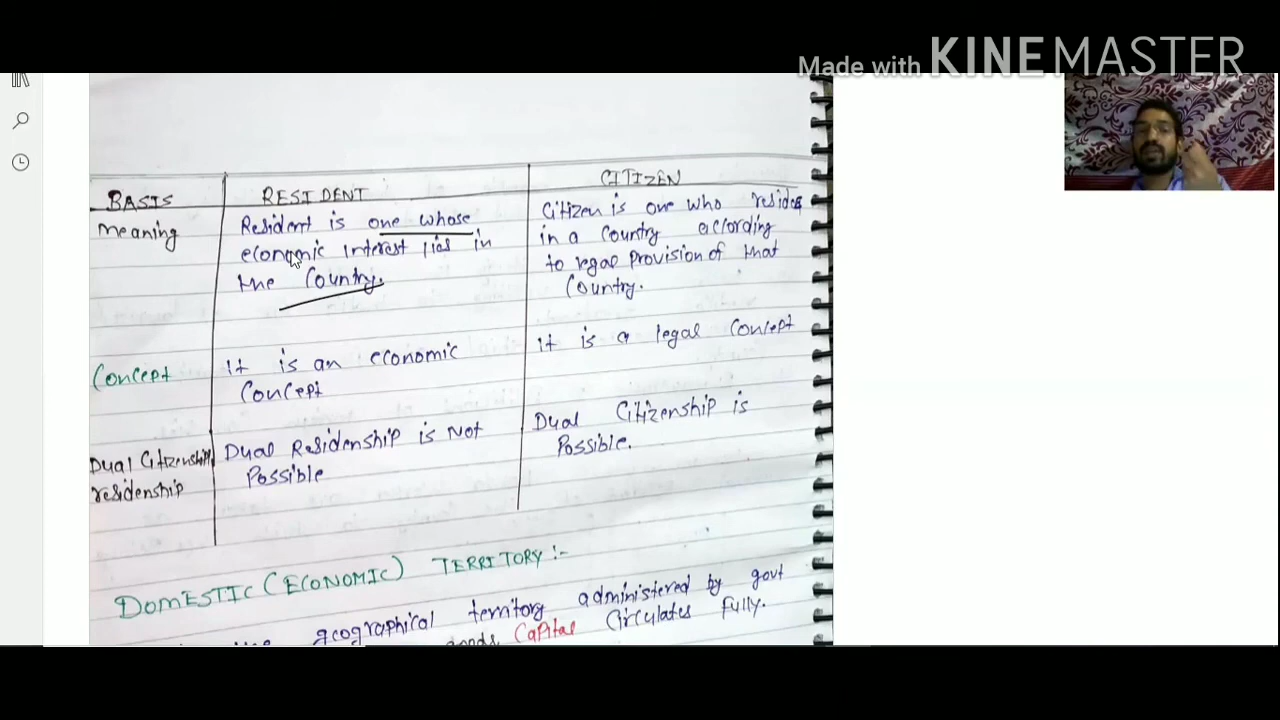 Made with KINEMASTER
BASIS RESIDENT CITIZEN
Meaning
Resident is one whose
economic interest lies in
the Country.
Citizen is one who resides
in a Country according
to legal provision of that
Country.
Concept
It is an economic
Concept
It is a legal Concept
Dual Citizenship
residenship
Dual Residenship is Not
Possible
Dual Citizenship is
Possible.
DOMESTIC (ECONOMIC) TERRITORY :-
geographical territory administered by govt
goods, Capital Circulates fully.